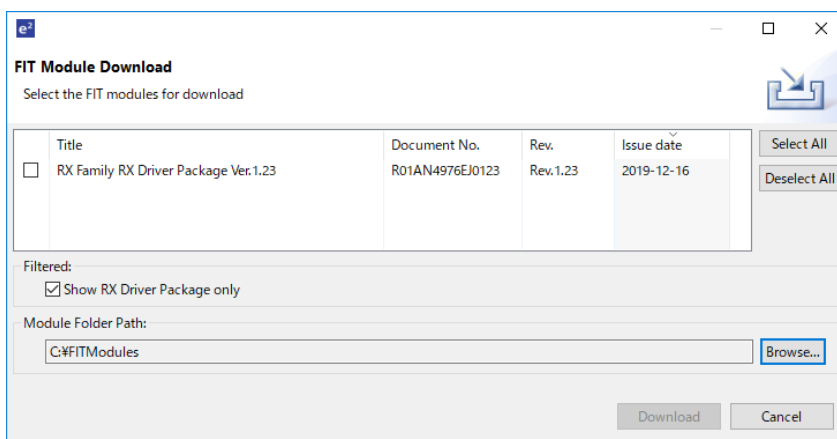 e²
FIT Module Download
Select the FIT modules for download
Title Document No. Rev. Issue date
RX Family RX Driver Package Ver.1.23 R01AN4976EJ0123 Rev.1.23 2019-12-16
Select All
Deselect All
Filtered:
Show RX Driver Package only
Module Folder Path:
C:¥FITModules
Browse...
Download Cancel